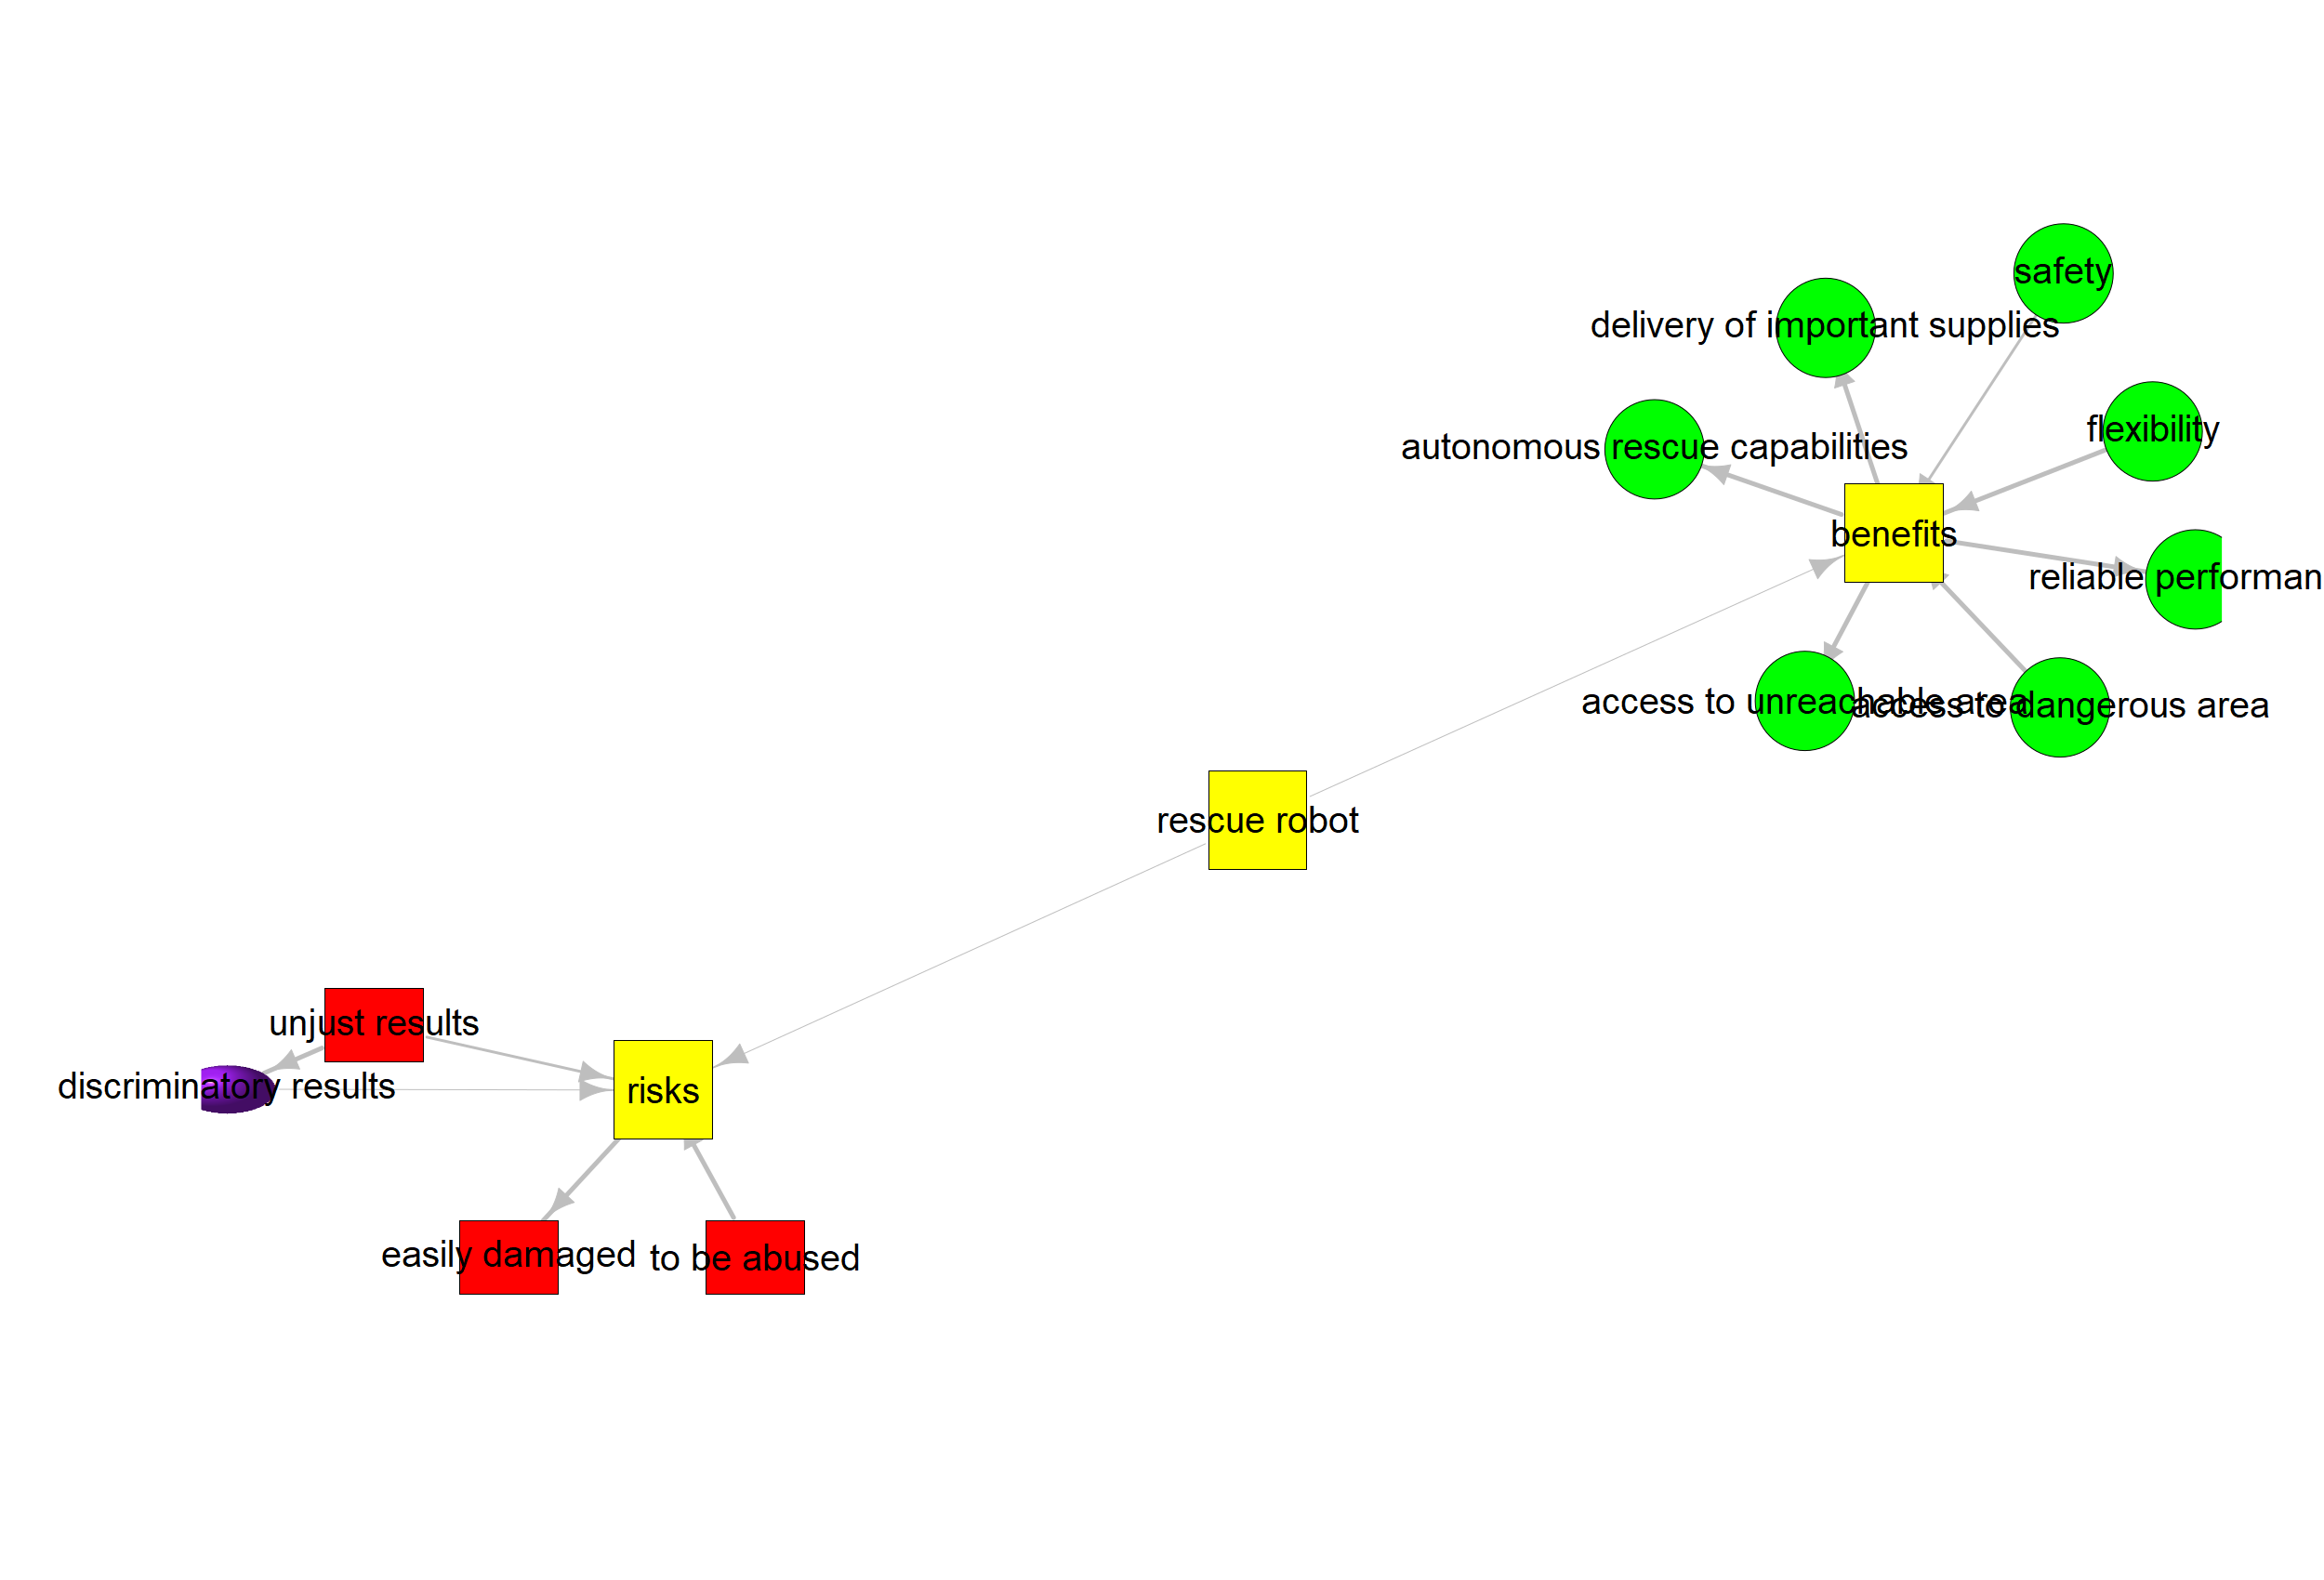 safety
delivery of important supplies
flexibility
autonomous rescue capabilities
benefits
reliable performan
access to unreachable area
access to dangerous area
rescue robot
unjust results
discriminatory results
risks
easily damaged
to be abused